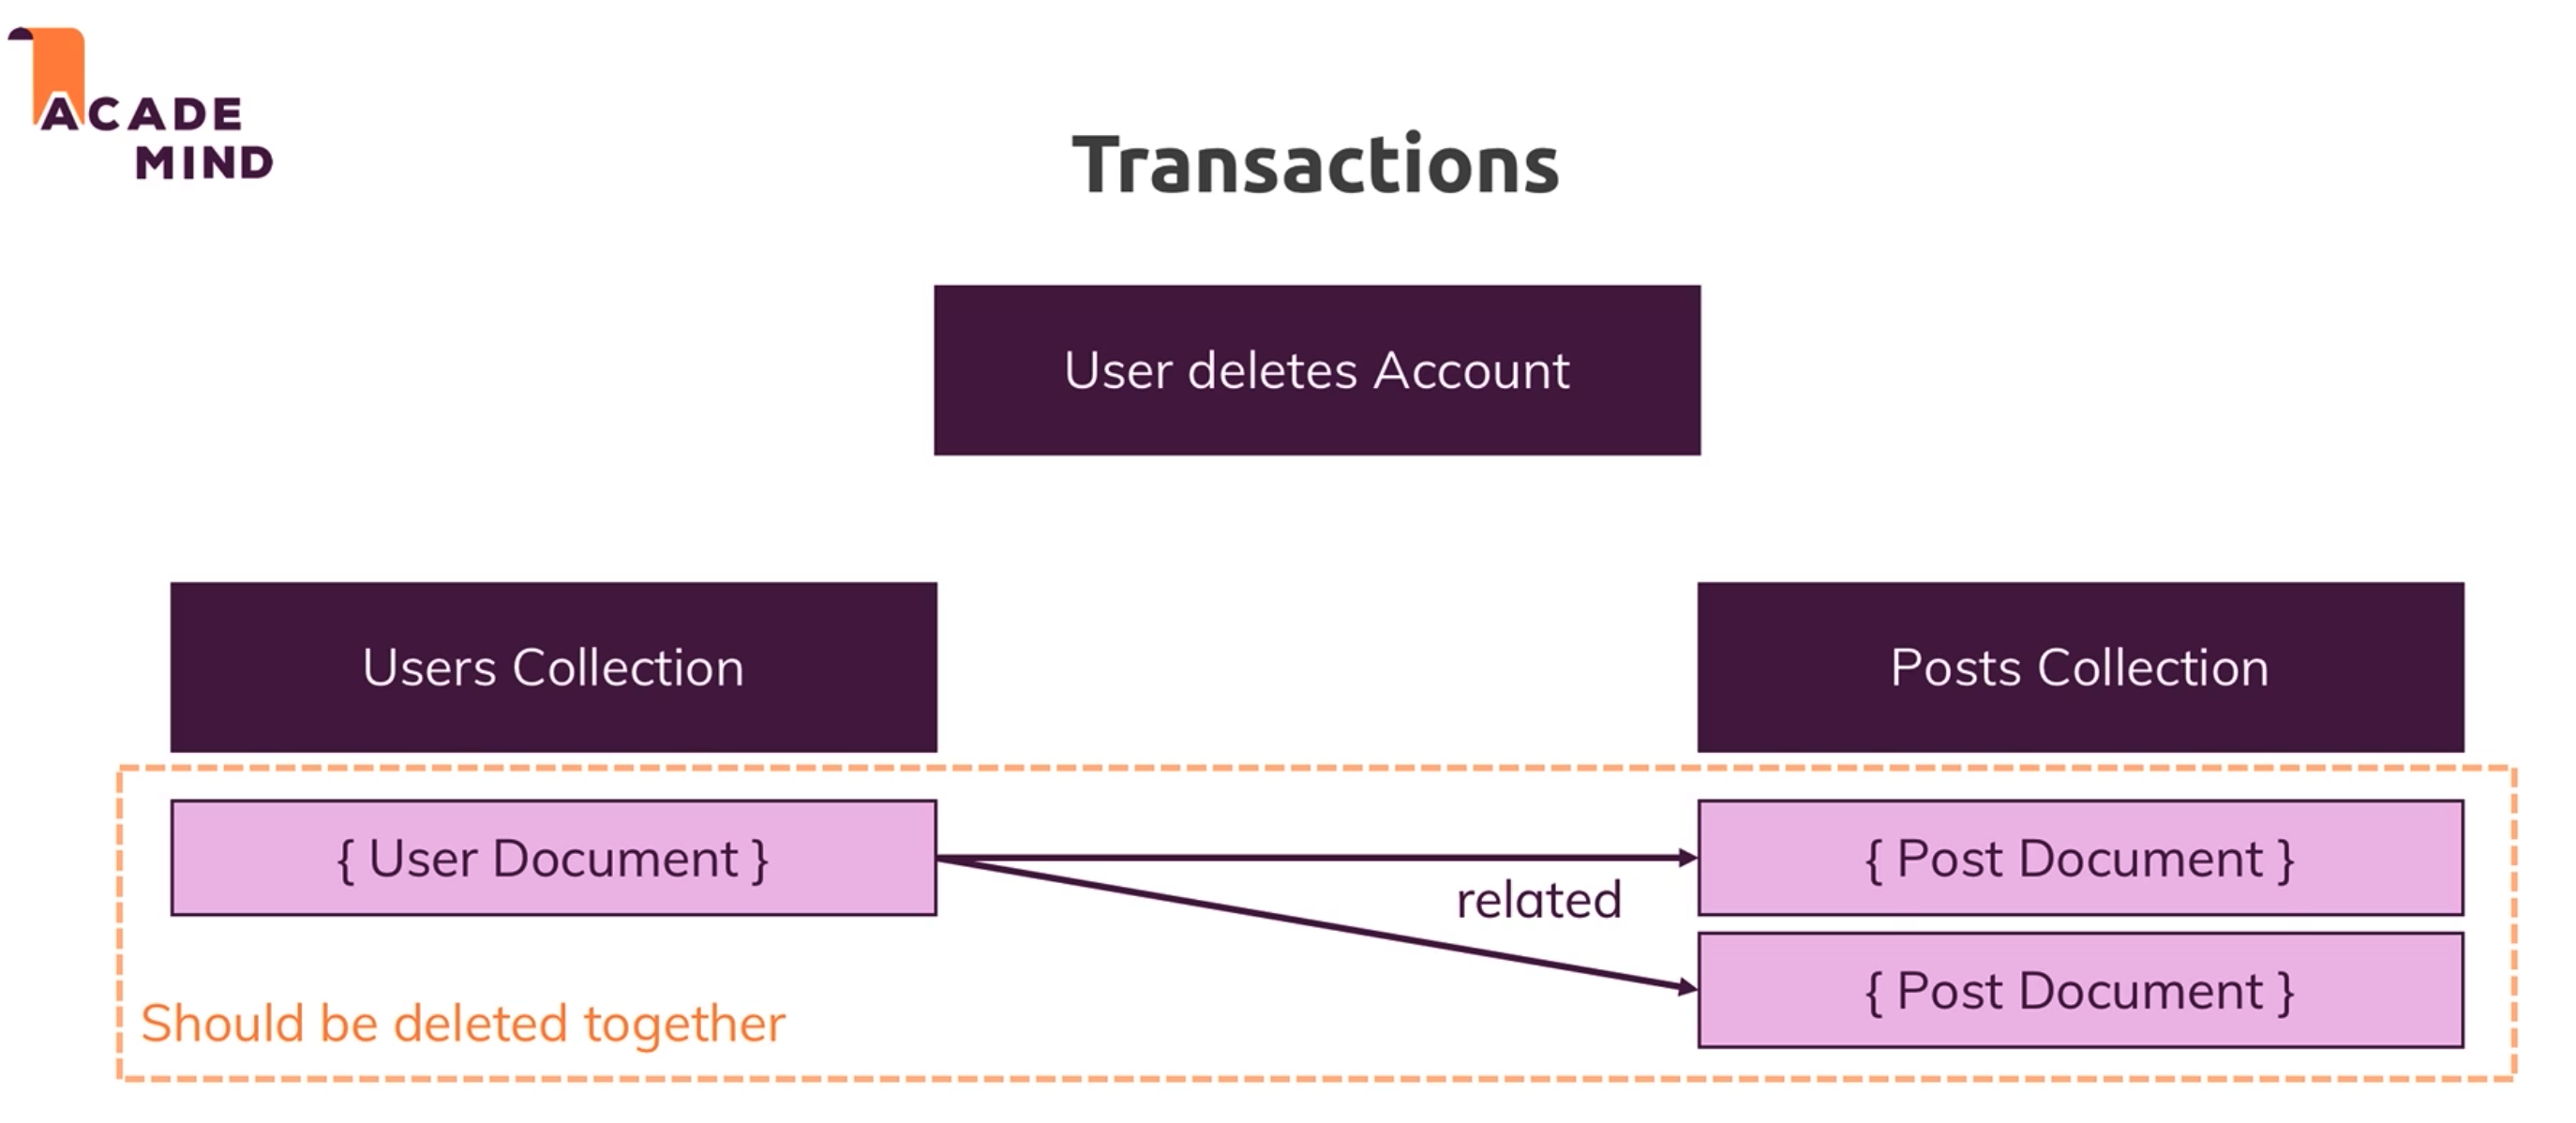 ACADE
MIND
Transactions
User deletes Account
Users Collection
Posts Collection
{ User Document }
{ Post Document }
related
{ Post Document }
Should be deleted together